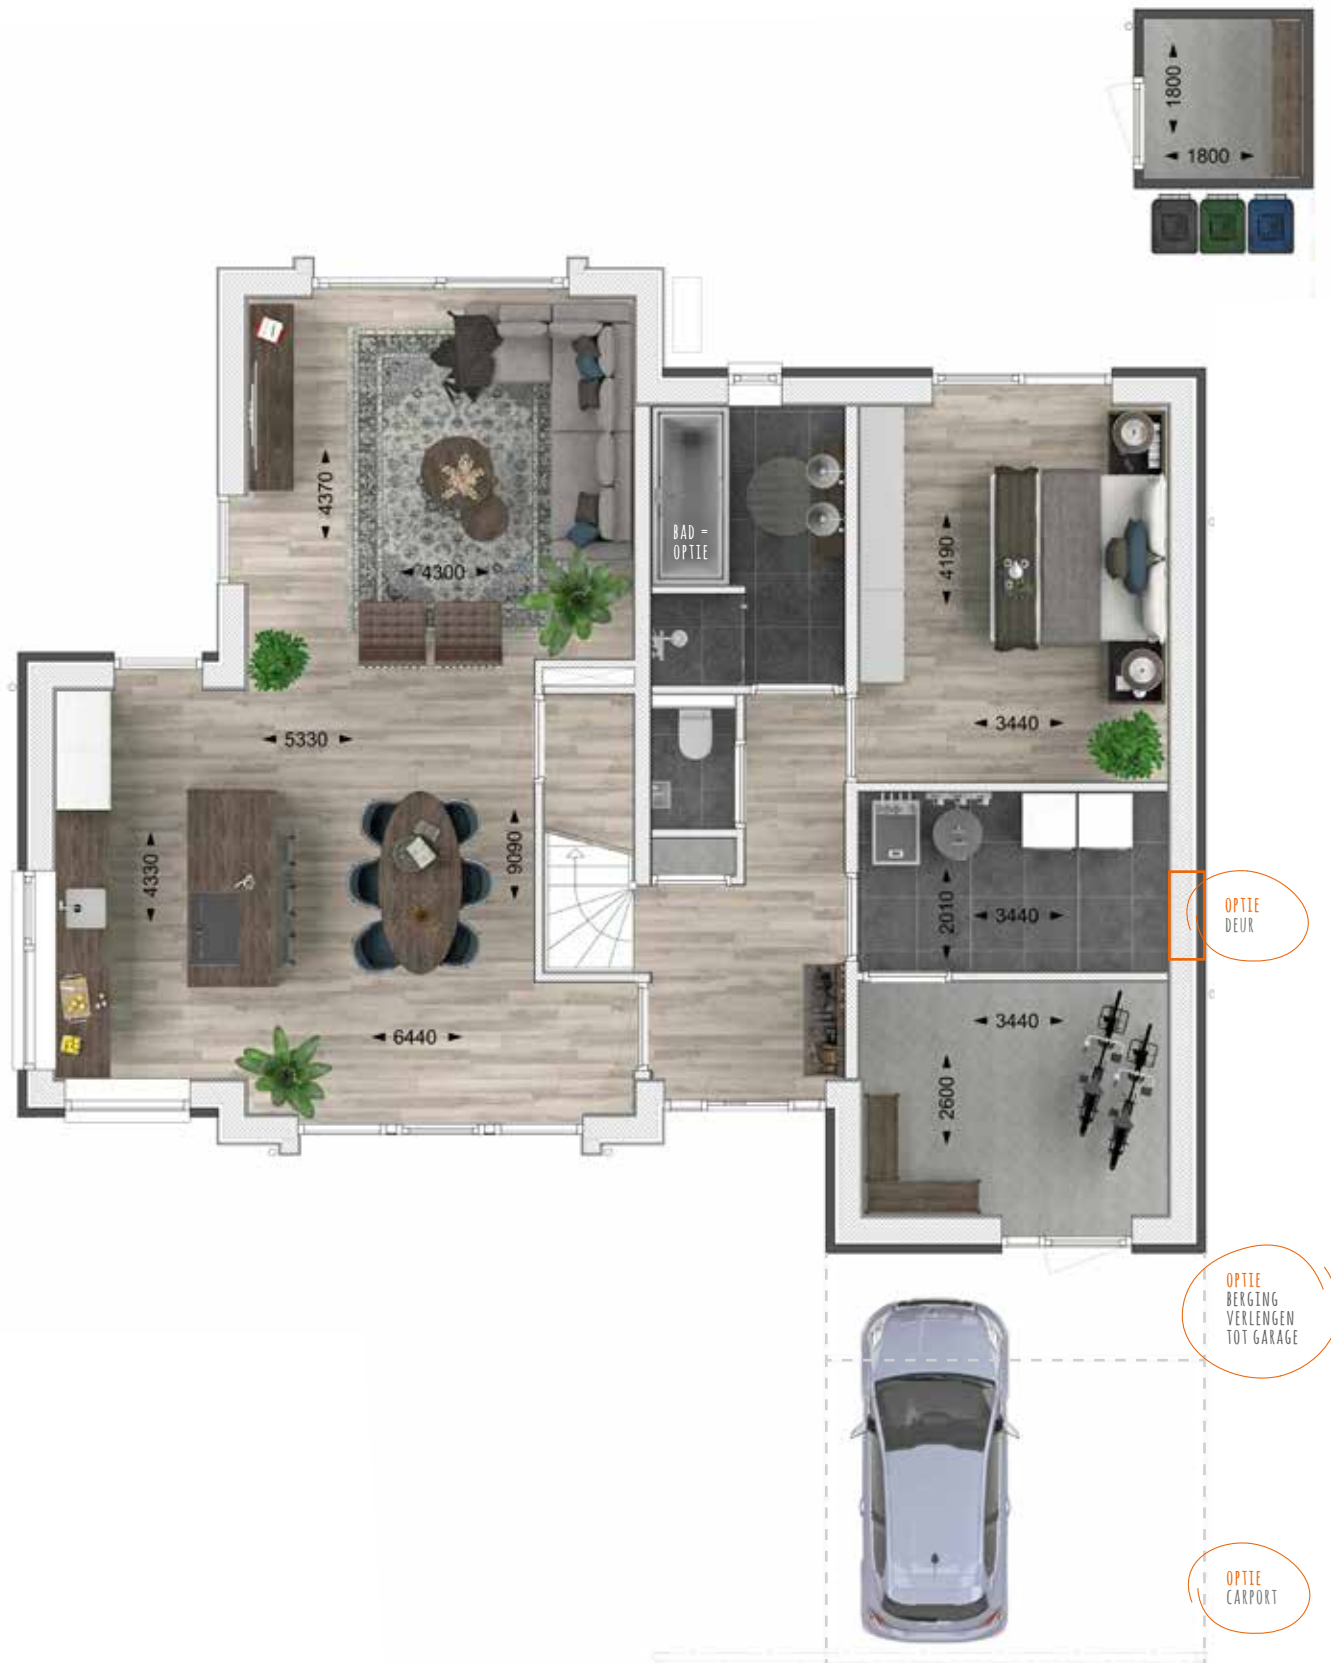 1800
1800
4370
4300
BAD =
OPTIE
4190
3440
5330
4330
9090
2010
3440
OPTIE
DEUR
6440
3440
2600
OPTIE
BERGING
VERLENGEN
TOT GARAGE
OPTIE
CARPORT